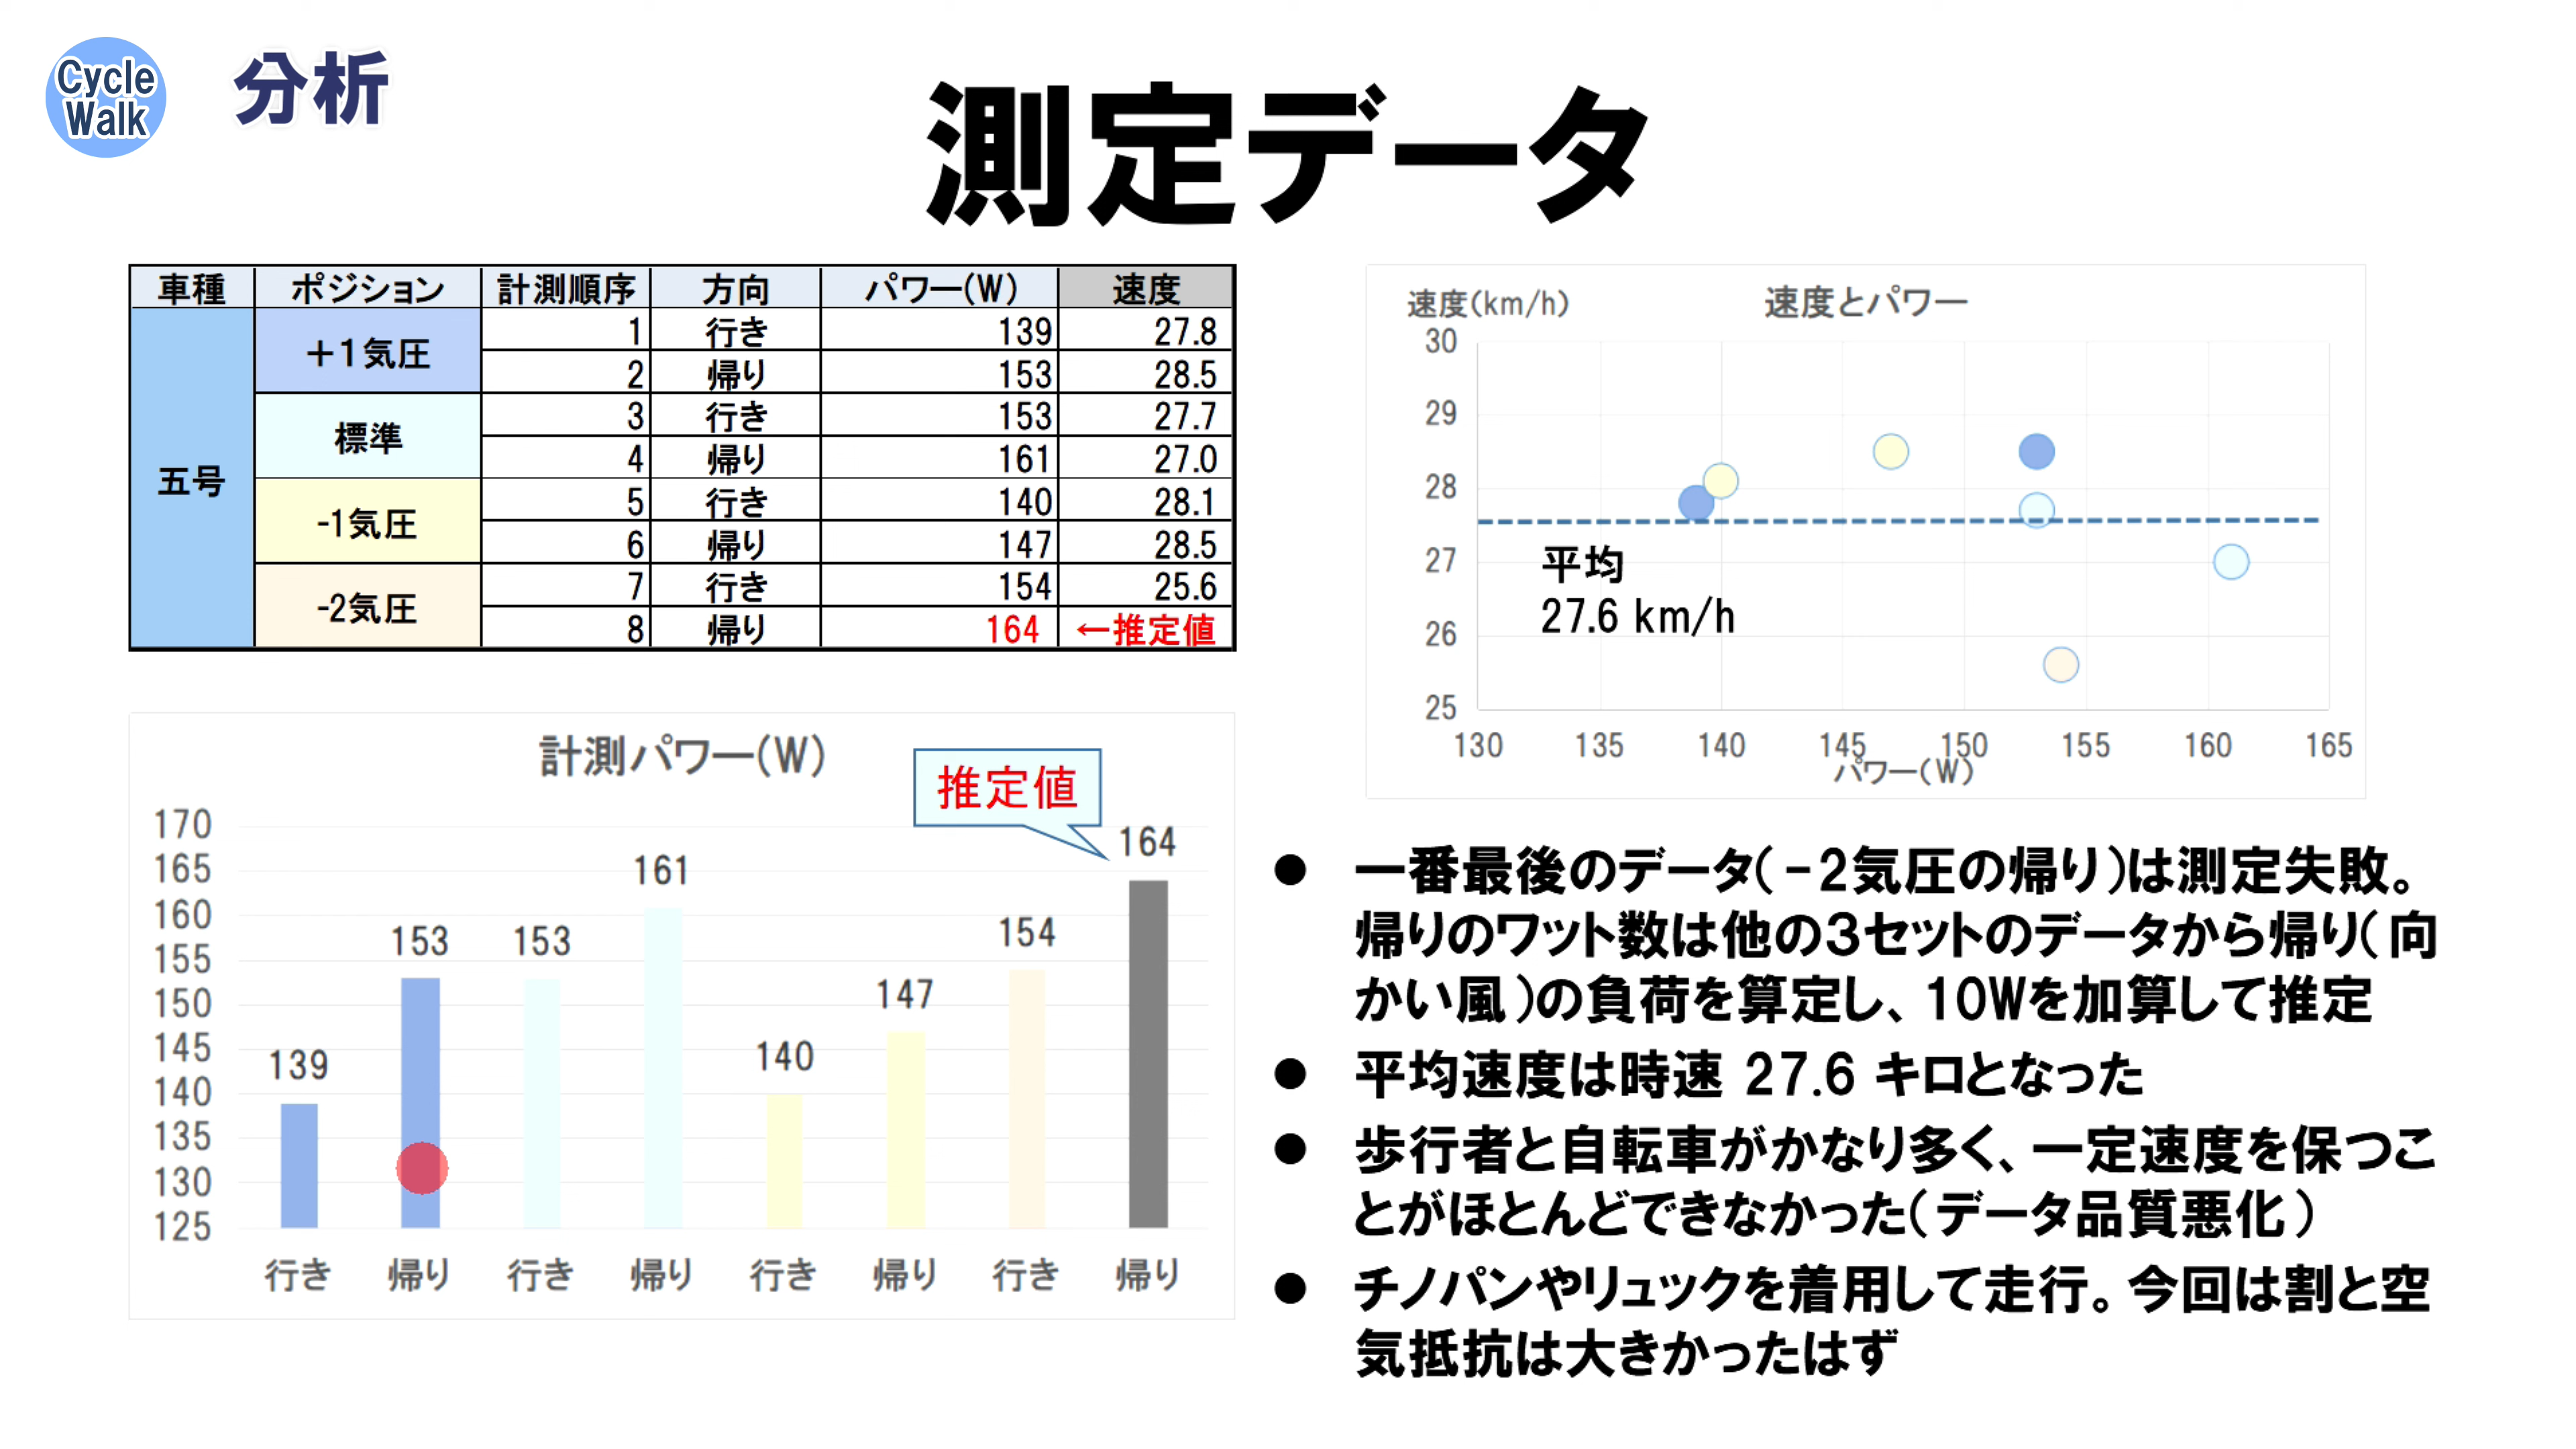 Cycle
Walk
分析
測定データ
車種 ポジション 計測順序 方向 パワー(W) 速度
五号
+1気圧 1 行き 139 27.8
2 帰り 153 28.5
標準 3 行き 153 27.7
4 帰り 161 27.0
-1気圧 5 行き 140 28.1
6 帰り 147 28.5
-2気圧 7 行き 154 25.6
8 帰り 164 ←推定値
速度(km/h) 速度とパワー
30
29
28
27
26
25
平均
27.6 km/h
130 135 140 145 150 155 160 165
パワー(W)
計測パワー(W)
推定値
170
165
160
155
150
145
140
135
130
125
139 153 153 161 140 147 154 164
行き 帰り 行き 帰り 行き 帰り 行き 帰り
● 一番最後のデータ(-2気圧の帰り)は測定失敗。
帰りのワット数は他の3セットのデータから帰り(向
かい風)の負荷を算定し、10Wを加算して推定
● 平均速度は時速 27.6 キロとなった
● 歩行者と自転車がかなり多く、一定速度を保つこ
とがほとんどできなかった(データ品質悪化)
● チノパンやリュックを着用して走行。今回は割と空
気抵抗は大きかったはず